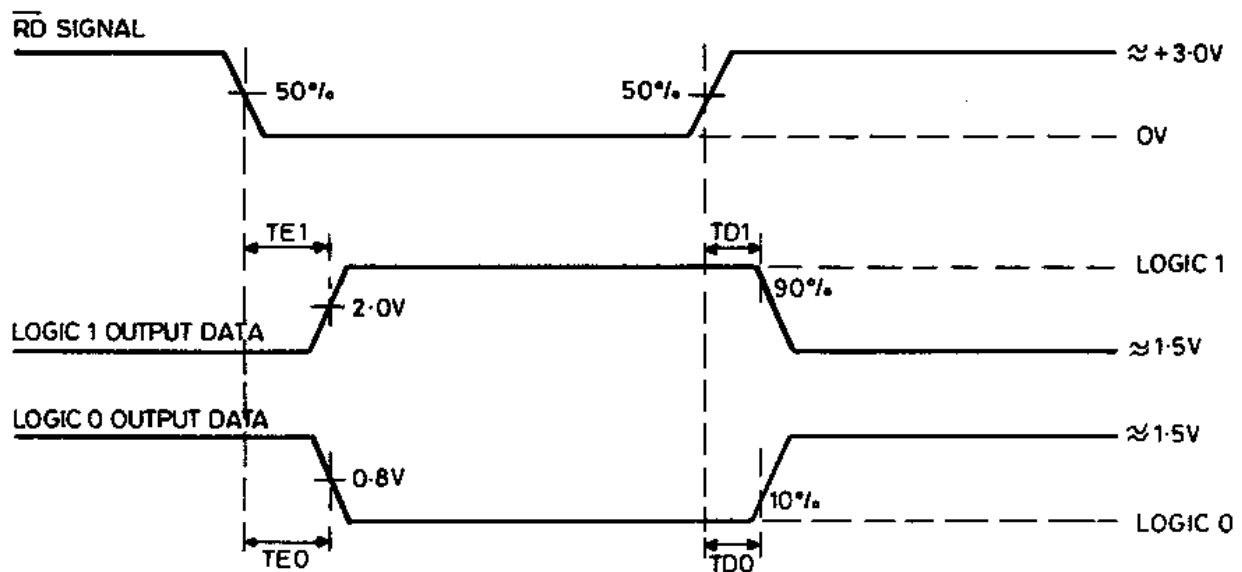 R̅D̅ SIGNAL
≈ +3·0V
50%
50%
0V
TE1
TD1
LOGIC 1
90%
2·0V
LOGIC 1 OUTPUT DATA
≈1·5V
LOGIC 0 OUTPUT DATA
≈1·5V
0·8V
10%
LOGIC 0
TE0
TD0